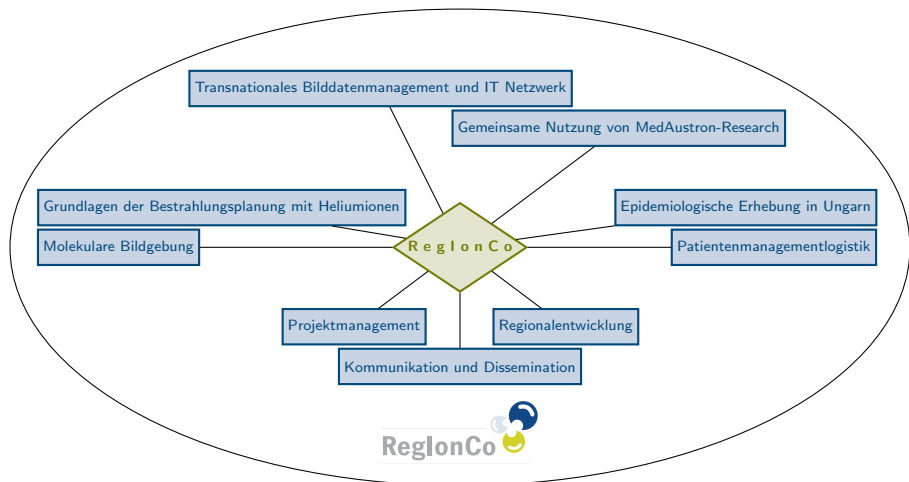 Transnationales Bilddatenmanagement und IT Netzwerk
Gemeinsame Nutzung von MedAustron-Research
Grundlagen der Bestrahlungsplanung mit Heliumionen
Epidemiologische Erhebung in Ungarn
Molekulare Bildgebung
RegIonCo
Patientenmanagementlogistik
Projektmanagement
Regionalentwicklung
Kommunikation und Dissemination
RegIonCo